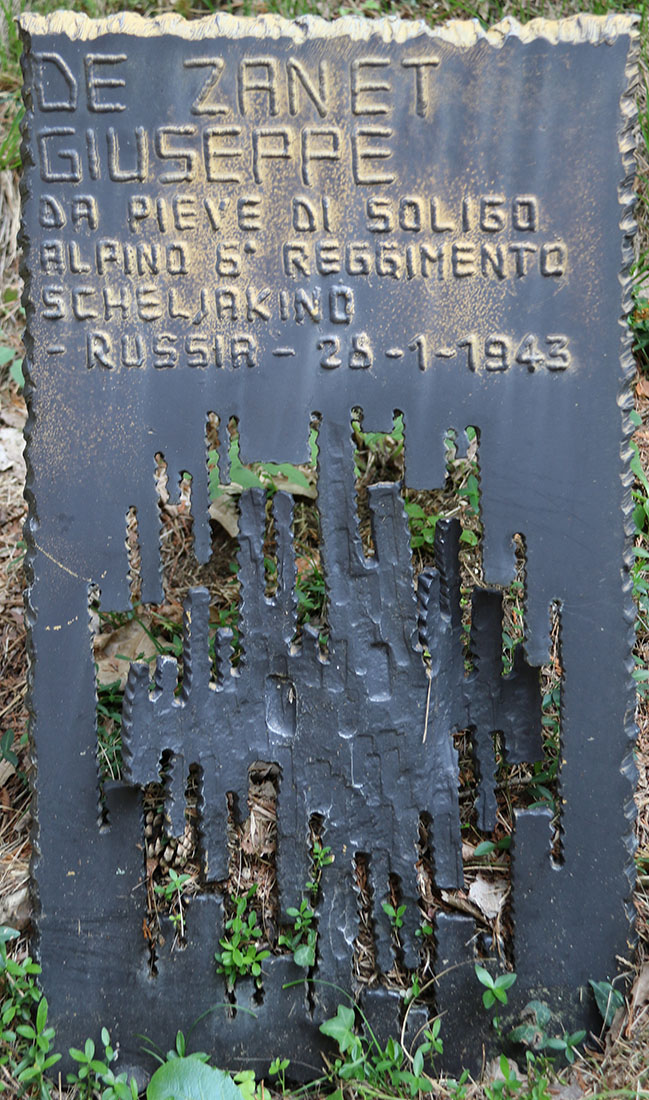 DE ZANET
GIUSEPPE
DA PIEVE DI SOLIGO
ALPINO 6° REGGIMENTO
SCHELJAKINO
- RUSSIA - 28-1-1943